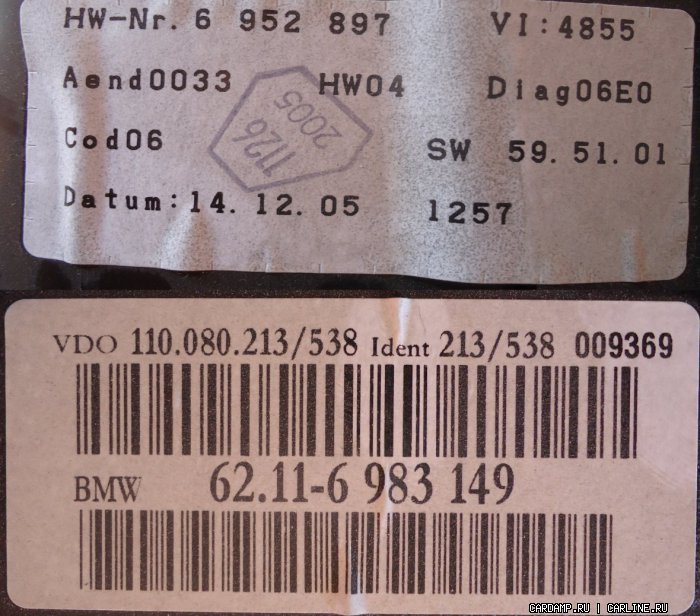 HW-Nr. 6 952 897 VI:4855
Aend0033 HW04 Diag06E0
1126
2005
Cod06 SW 59.51.01
Datum:14.12.05 1257
VDO 110.080.213/538 Ident 213/538 009369
BMW 62.11-6 983 149
CARDAMP.RU | CARLINE.RU